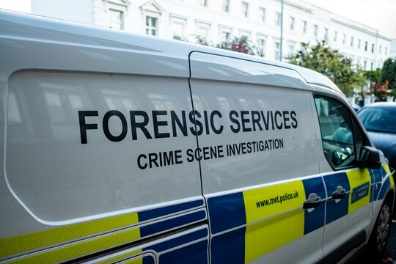 FORENSIC SERVICES
CRIME SCENE INVESTIGATION
www.met.police.uk